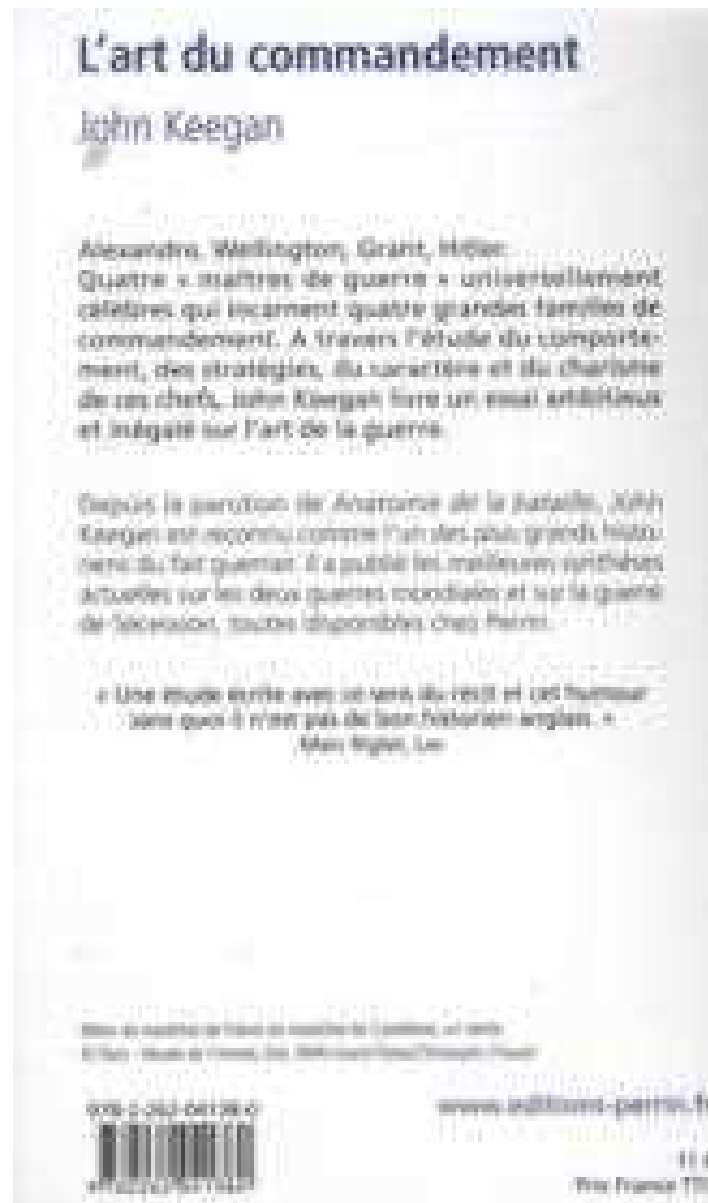 L'art du commandement
John Keegan
Alexandre, Wellington, Grant, Hitler.
Quatre « maîtres de guerre » universellement
célèbres qui incarnent quatre grandes familles de
commandement. A travers l'étude du comporte-
ment, des stratégies, du caractère et du charisme
de ces chefs, John Keegan livre un essai ambitieux
et inégalé sur l'art de la guerre.
Depuis la parution de Anatomie de la bataille, John
Keegan est reconnu comme l'un des plus grands histo-
riens du fait guerrier. Il a publié les meilleures synthèses
actuelles sur les deux guerres mondiales et sur la guerre
de Sécession, toutes disponibles chez Perrin.
« Une étude écrite avec ce sens du récit et cet humour
sans quoi il n'est pas de bon historien anglais. »
www.editions-perrin.fr
Prix France